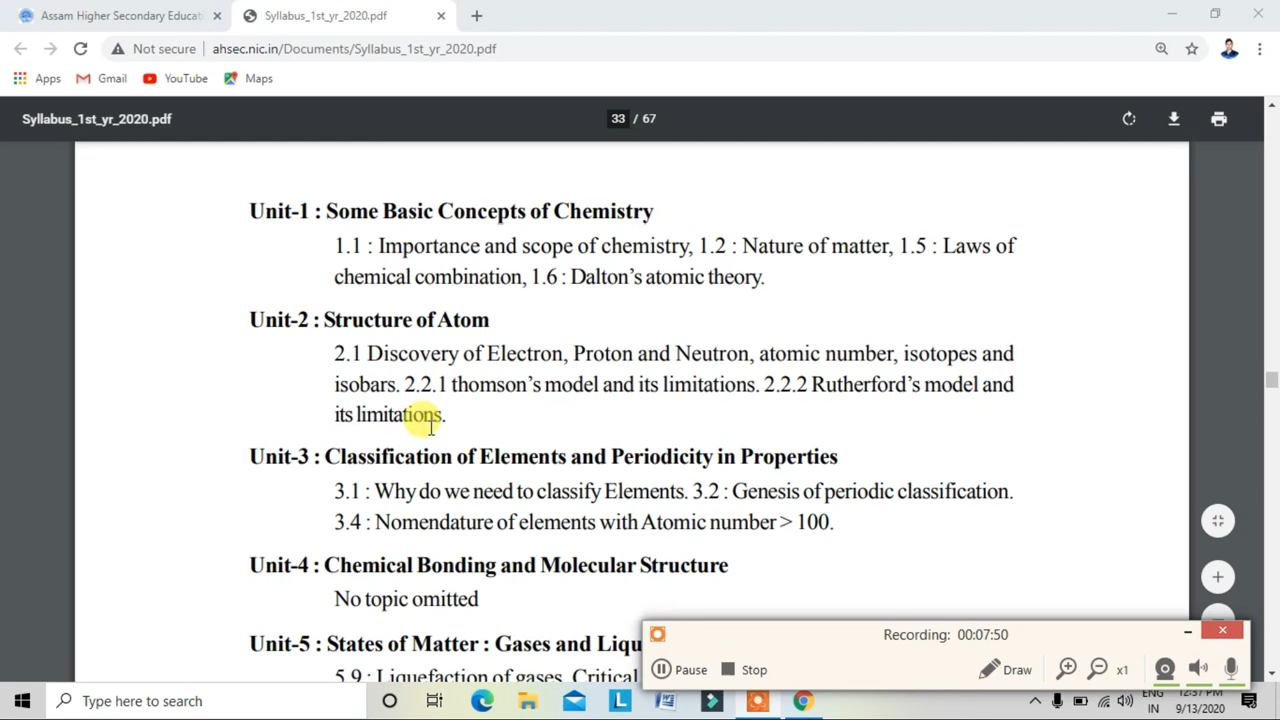 Assam Higher Secondary Educati
Syllabus_1st_yr_2020.pdf
Not secure
ahsec.nic.in/Documents/Syllabus_1st_yr_2020.pdf
Apps
Gmail
YouTube
Maps
Syllabus_1st_yr_2020.pdf
33 / 67
Unit-1 : Some Basic Concepts of Chemistry
1.1 : Importance and scope of chemistry, 1.2 : Nature of matter, 1.5 : Laws of
chemical combination, 1.6 : Dalton's atomic theory.
Unit-2 : Structure of Atom
2.1 Discovery of Electron, Proton and Neutron, atomic number, isotopes and
isobars. 2.2.1 thomson's model and its limitations. 2.2.2 Rutherford's model and
its limitations.
Unit-3 : Classification of Elements and Periodicity in Properties
3.1 : Why do we need to classify Elements. 3.2 : Genesis of periodic classification.
3.4 : Nomendature of elements with Atomic number > 100.
Unit-4 : Chemical Bonding and Molecular Structure
No topic omitted
Unit-5 : States of Matter : Gases and Liqu
5.9 : Liquefaction of gases, Critical
Recording: 00:07:50
Pause
Stop
Draw
x1
Type here to search
ENG
IN
12:37 PM
9/13/2020